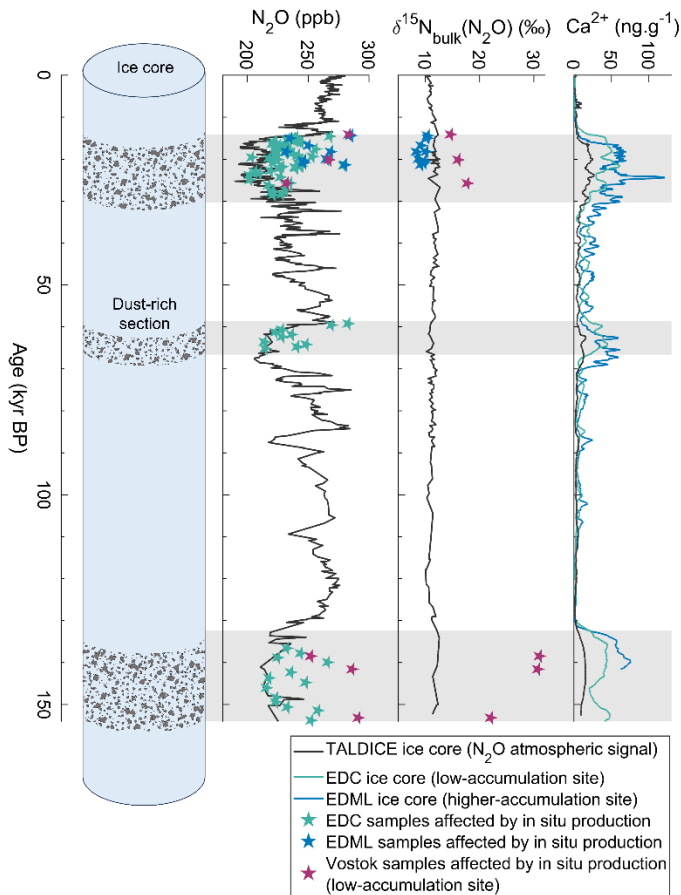 N₂O (ppb)
δ¹⁵N_bulk(N₂O) (‰)
Ca²⁺ (ng.g⁻¹)
200
250
300
10
20
30
0
50
100
Ice core
Dust-rich
section
0
50
100
150
Age (kyr BP)
TALDICE ice core (N₂O atmospheric signal)
EDC ice core (low-accumulation site)
EDML ice core (higher-accumulation site)
EDC samples affected by in situ production
EDML samples affected by in situ production
Vostok samples affected by in situ production
(low-accumulation site)